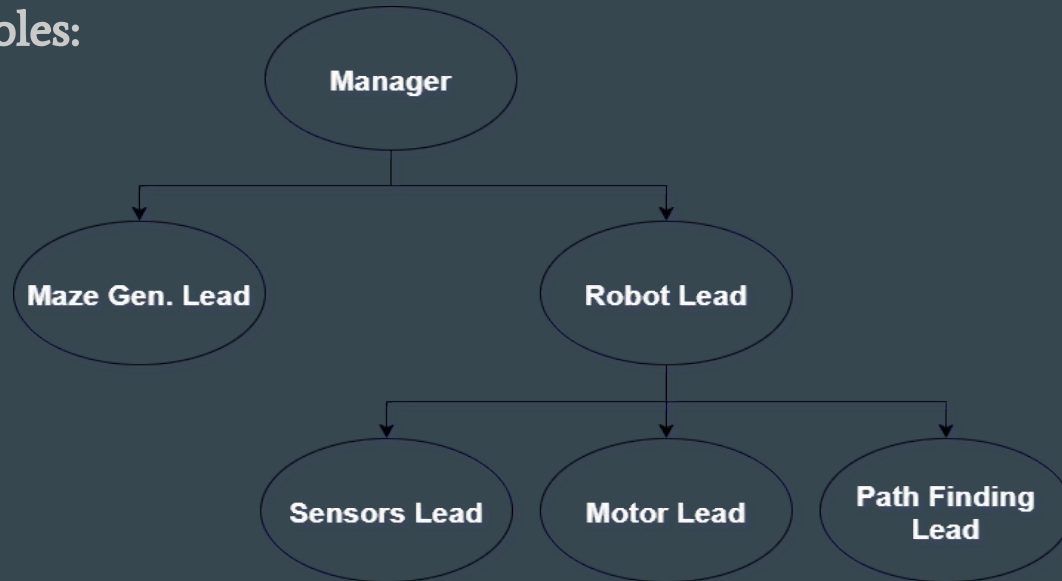 oles:
Manager
Maze Gen. Lead
Robot Lead
Sensors Lead
Motor Lead
Path Finding
Lead